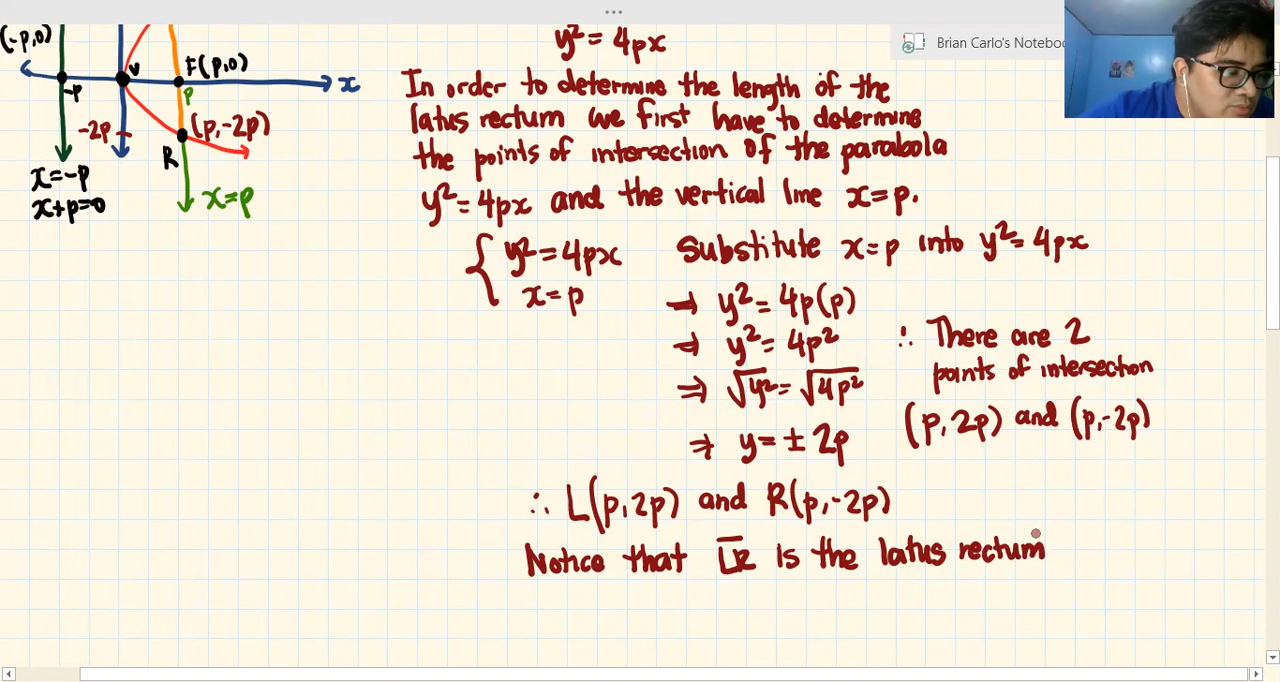 (-p,0)
V
F(p,0)
x
-p
p
-2p
(p,-2p)
R
x=-p
x+p=0
x=p
y²=4px
In order to determine the length of the
latus rectum we first have to determine
the points of intersection of the parabola
y²=4px and the vertical line x=p.
{ y²=4px
x=p
Substitute x=p into y²=4px
→ y²=4p(p)
→ y²=4p²
⇒ √y²=√4p²
⇒ y=±2p
∴ There are 2
points of intersection
(p,2p) and (p,-2p)
∴ L(p,2p) and R(p,-2p)
Notice that L̅R̅ is the latus rectum
Brian Carlo's Noteboo